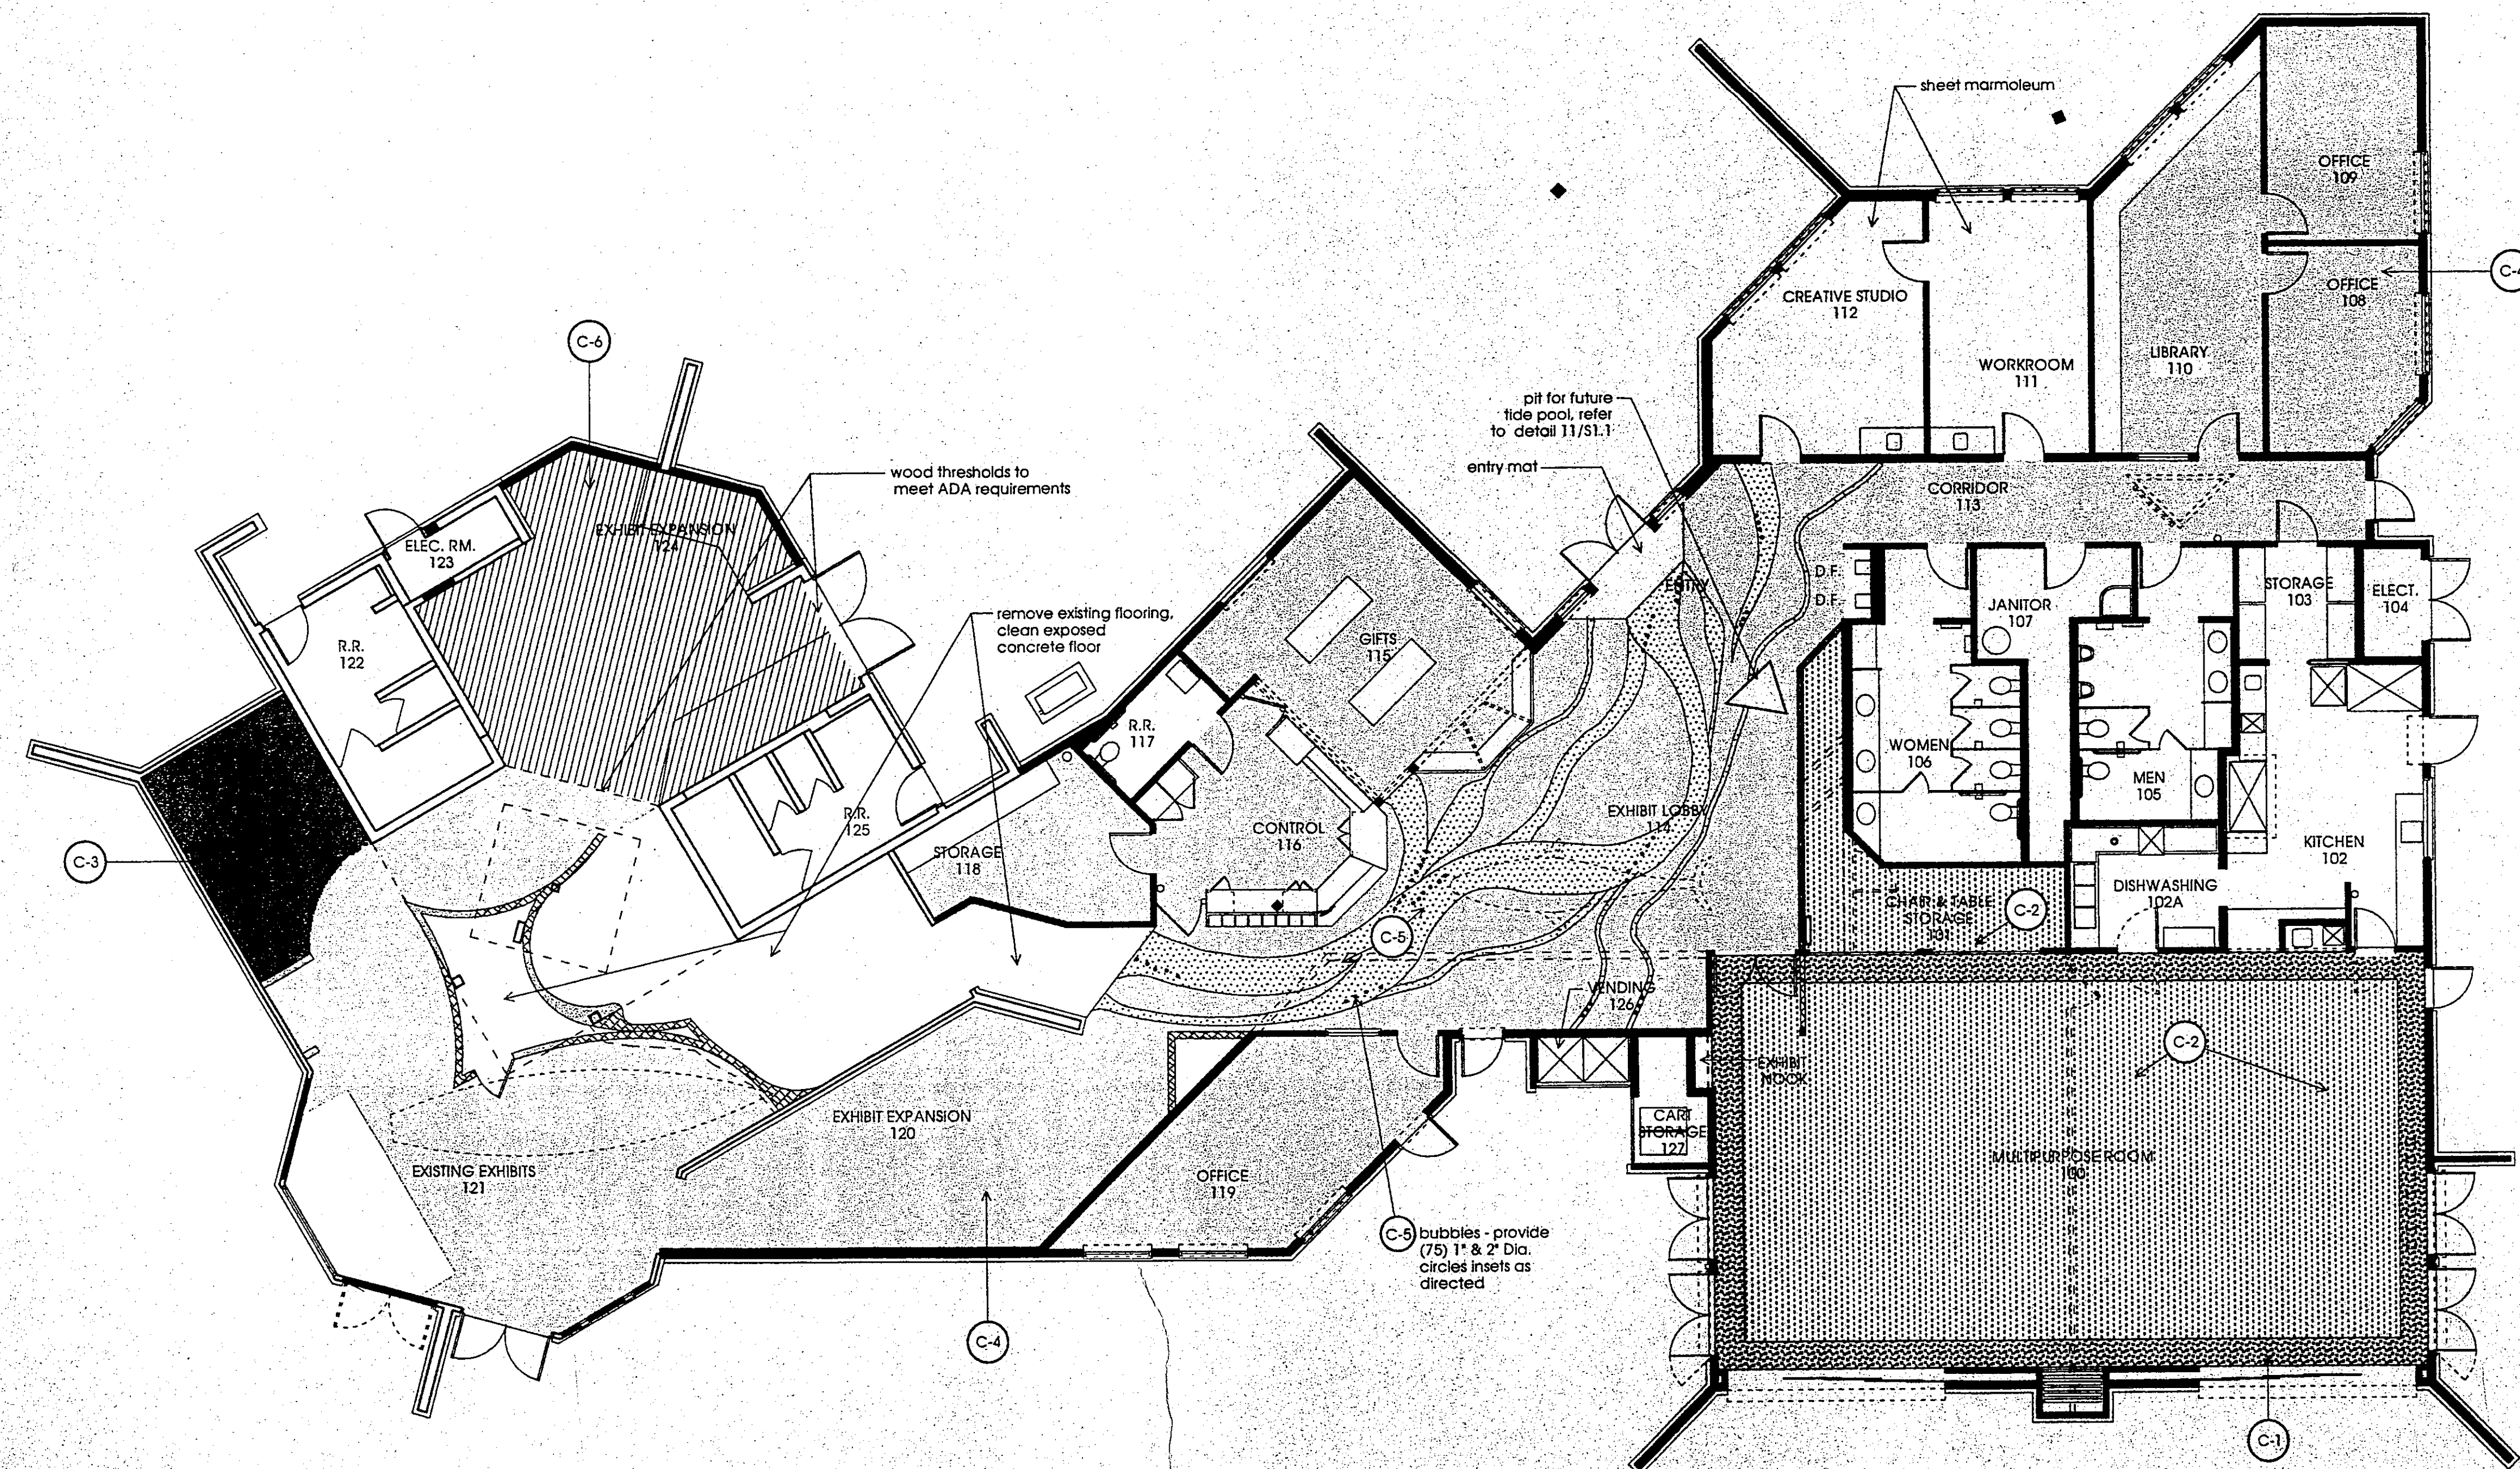 sheet marmoleum
OFFICE
109
OFFICE
108
CREATIVE STUDIO
112
WORKROOM
111
LIBRARY
110
C-6
pit for future
tide pool, refer
to detail 11/S1.1
entry mat
wood thresholds to
meet ADA requirements
CORRIDOR
113
EXHIBIT EXPANSION
124
ELEC. RM.
123
ENTRY
D.F.
D.F.
STORAGE
103
ELECT.
104
JANITOR
107
remove existing flooring,
clean exposed
concrete floor
GIFTS
115
R.R.
122
R.R.
117
WOMEN
106
MEN
105
R.R.
125
EXHIBIT LOBBY
114
CONTROL
116
STORAGE
118
KITCHEN
102
C-3
DISHWASHING
102A
CHAIR & TABLE
STORAGE
101
C-2
C-5
VENDING
126
C-2
EXHIBIT
NOOK
CART
STORAGE
127
EXHIBIT EXPANSION
120
EXISTING EXHIBITS
121
OFFICE
119
MULTIPURPOSE ROOM
100
C-5
bubbles - provide
(75) 1" & 2" Dia.
circles insets as
directed
C-4
C-1